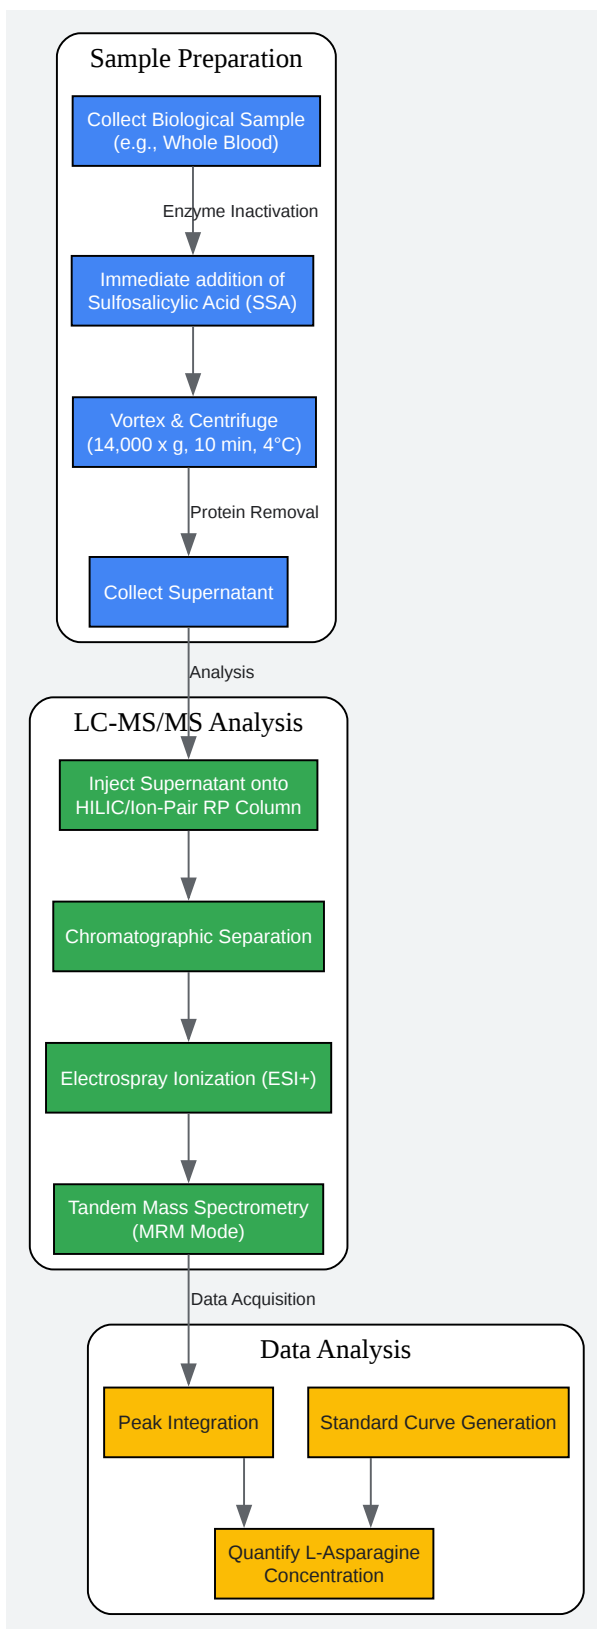 Sample Preparation
Collect Biological Sample
(e.g., Whole Blood)
Enzyme Inactivation
Immediate addition of
Sulfosalicylic Acid (SSA)
Vortex & Centrifuge
(14,000 x g, 10 min, 4°C)
Protein Removal
Collect Supernatant
Analysis
LC-MS/MS Analysis
Inject Supernatant onto
HILIC/Ion-Pair RP Column
Chromatographic Separation
Electrospray Ionization (ESI+)
Tandem Mass Spectrometry
(MRM Mode)
Data Acquisition
Data Analysis
Peak Integration
Standard Curve Generation
Quantify L-Asparagine
Concentration